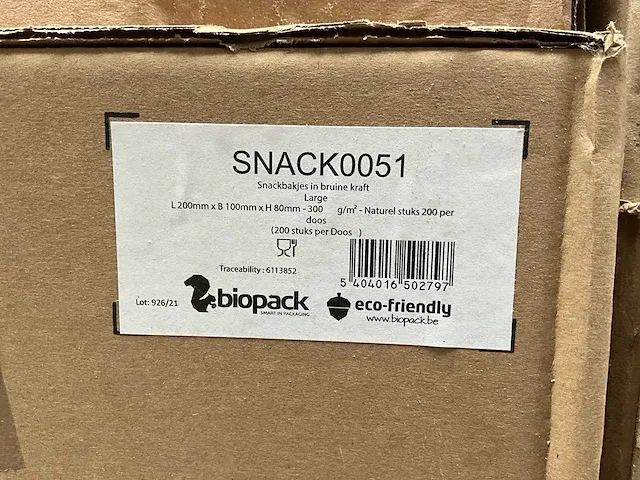 SNACK0051
Snackbakjes in bruine kraft
Large
L 200mm x B 100mm x H 80mm - 300 g/m² - Naturel stuks 200 per
doos
(200 stuks per Doos )
5 404016 502797
Traceability : 6113852
Lot: 926/21
biopack
SMART IN PACKAGING
eco-friendly
www.biopack.be